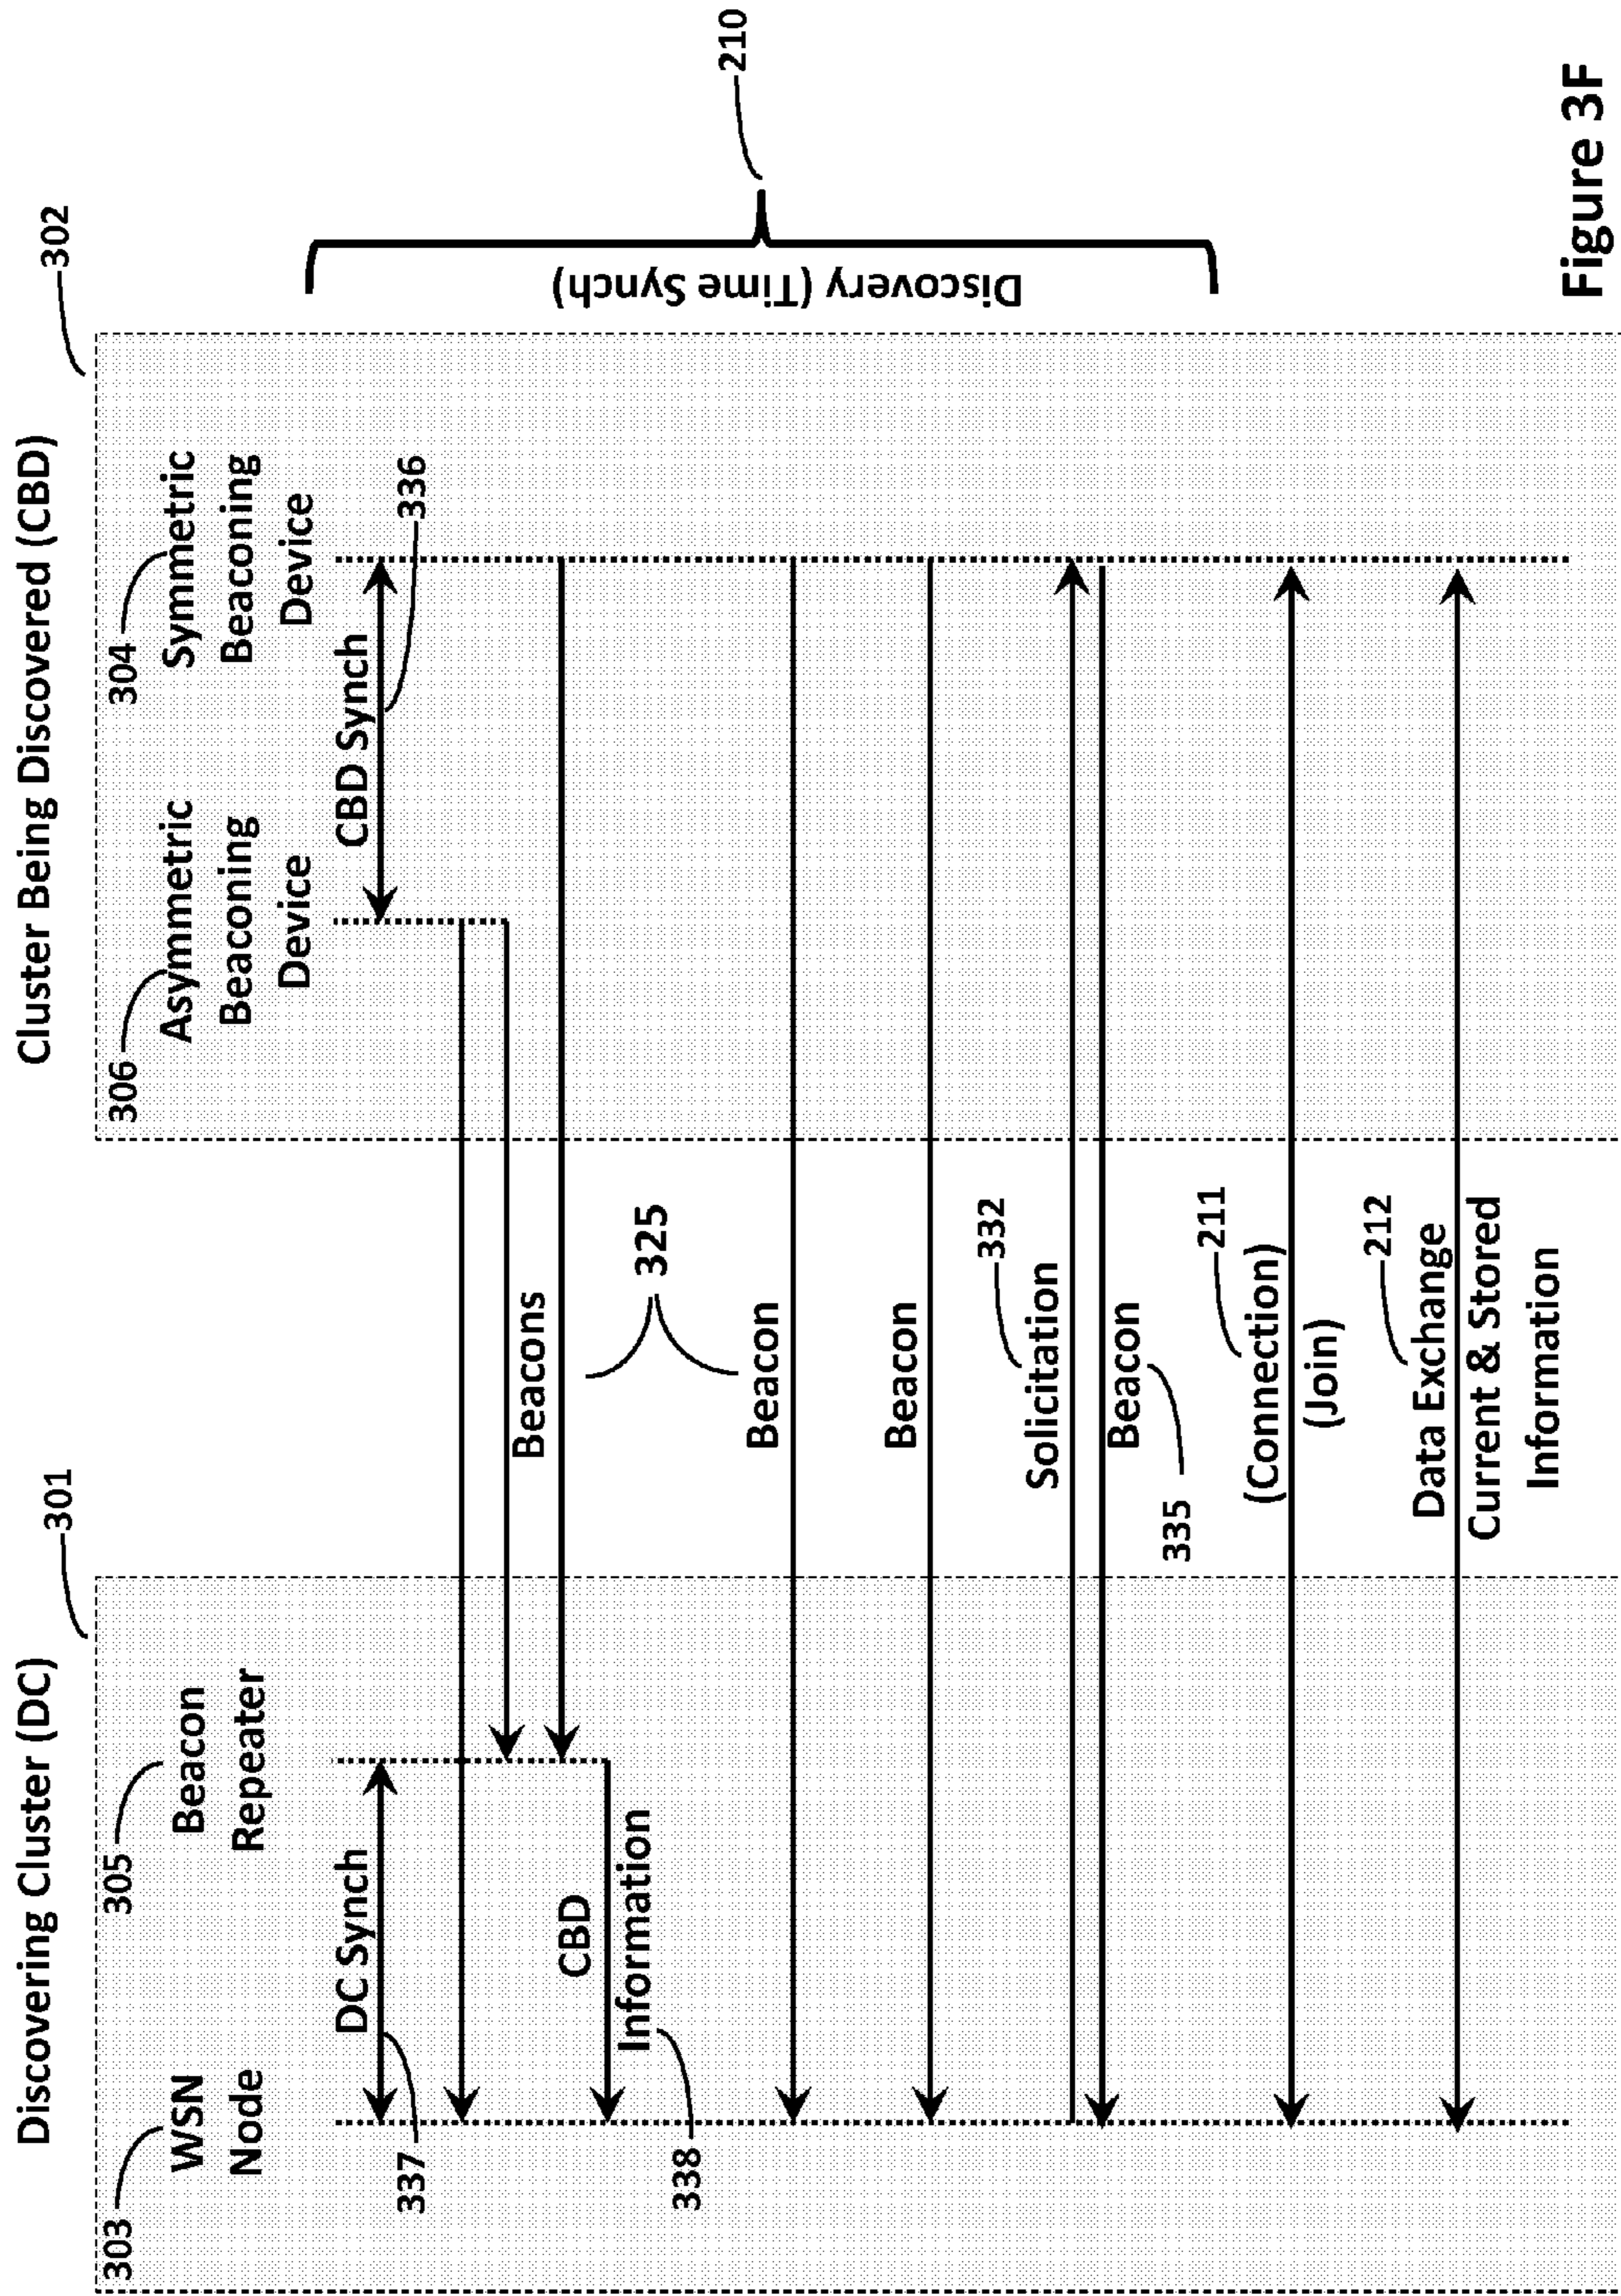 Discovering Cluster (DC)
301
Cluster Being Discovered (CBD)
302
303
WSN
Node
305
Beacon
Repeater
306
Asymmetric
Beaconing
Device
304
Symmetric
Beaconing
Device
DC Synch
337
CBD Synch
336
Beacons
325
CBD
Information
338
Beacon
Beacon
332
Solicitation
Beacon
335
211
(Connection)
(Join)
212
Data Exchange
Current & Stored
Information
Discovery (Time Synch)
210
Figure 3F